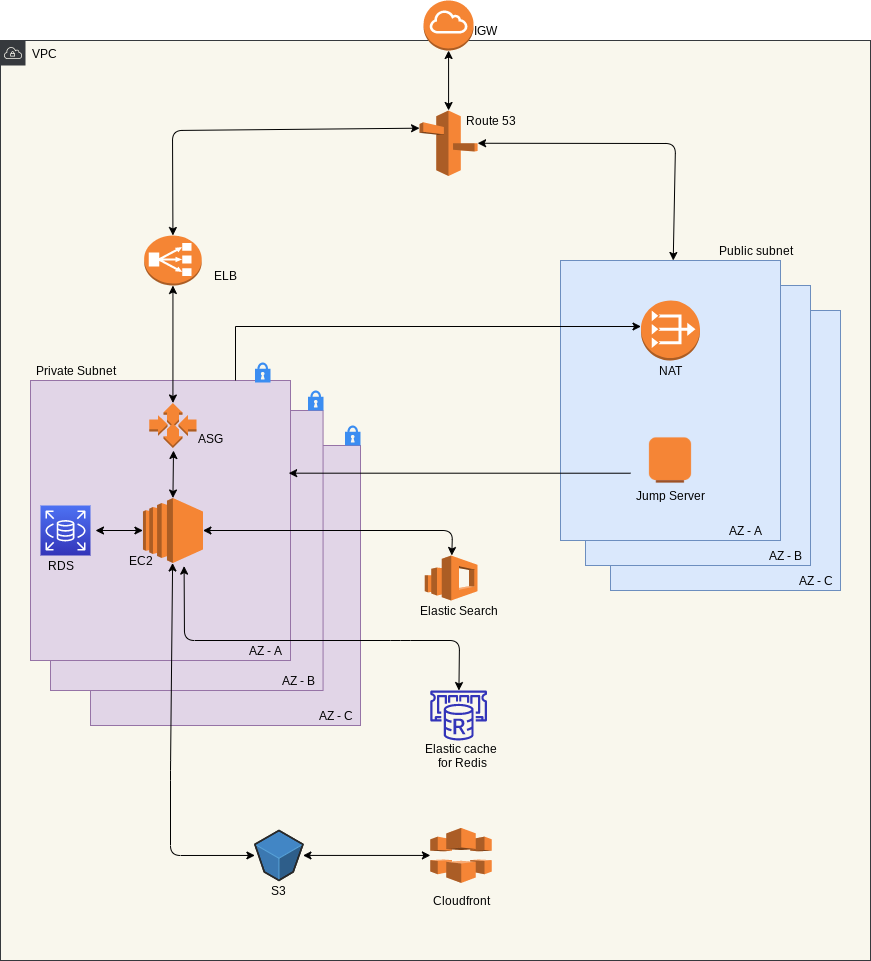 IGW
VPC
Route 53
Public subnet
ELB
NAT
Private Subnet
ASG
Jump Server
AZ - A
AZ - B
AZ - C
RDS
EC2
Elastic Search
AZ - A
AZ - B
AZ - C
R
Elastic cache
for Redis
S3
Cloudfront